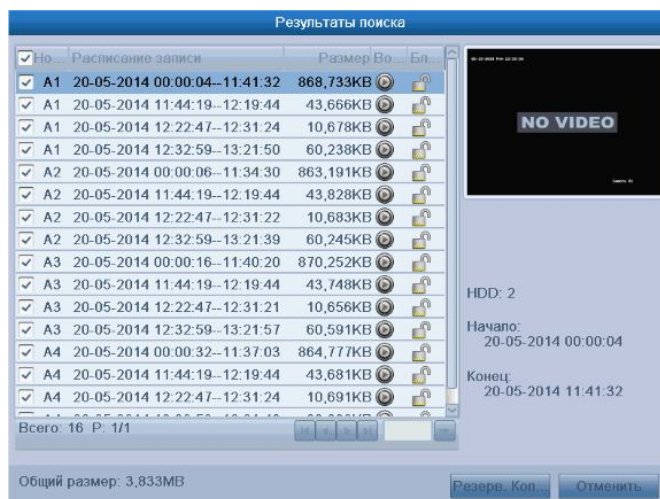 Результаты поиска
Но... Расписание записи Размер Во... Бл...
A1 20-05-2014 00:00:04--11:41:32 868,733KB
A1 20-05-2014 11:44:19--12:19:44 43,666KB
A1 20-05-2014 12:22:47--12:31:24 10,678KB
A1 20-05-2014 12:32:59--13:21:50 60,238KB
A2 20-05-2014 00:00:06--11:34:30 863,191KB
A2 20-05-2014 11:44:19--12:19:44 43,828KB
A2 20-05-2014 12:22:47--12:31:22 10,683KB
A2 20-05-2014 12:32:59--13:21:39 60,245KB
A3 20-05-2014 00:00:16--11:40:20 870,252KB
A3 20-05-2014 11:44:19--12:19:44 43,748KB
A3 20-05-2014 12:22:47--12:31:21 10,656KB
A3 20-05-2014 12:32:59--13:21:57 60,591KB
A4 20-05-2014 00:00:32--11:37:03 864,777KB
A4 20-05-2014 11:44:19--12:19:44 43,681KB
A4 20-05-2014 12:22:47--12:31:24 10,691KB
Всего: 16 P: 1/1
NO VIDEO
HDD: 2
Начало:
20-05-2014 00:00:04
Конец:
20-05-2014 11:41:32
Общий размер: 3,833MB
Резерв. Коп...
Отменить